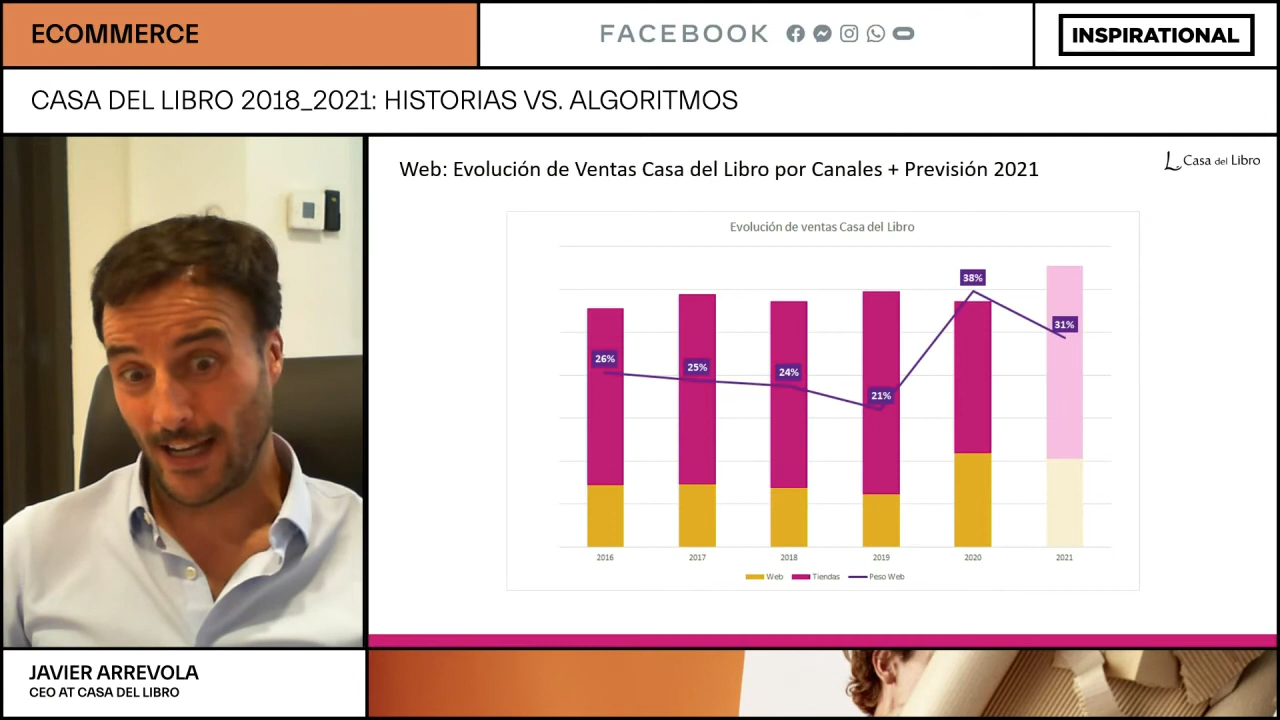 ECOMMERCE
FACEBOOK
INSPIRATIONAL
CASA DEL LIBRO 2018_2021: HISTORIAS VS. ALGORITMOS
Web: Evolución de Ventas Casa del Libro por Canales + Previsión 2021
Casa del Libro
Evolución de ventas Casa del Libro
26%
25%
24%
21%
38%
31%
2016
2017
2018
2019
2020
2021
Web
Tiendas
Peso Web
JAVIER ARREVOLA
CEO AT CASA DEL LIBRO